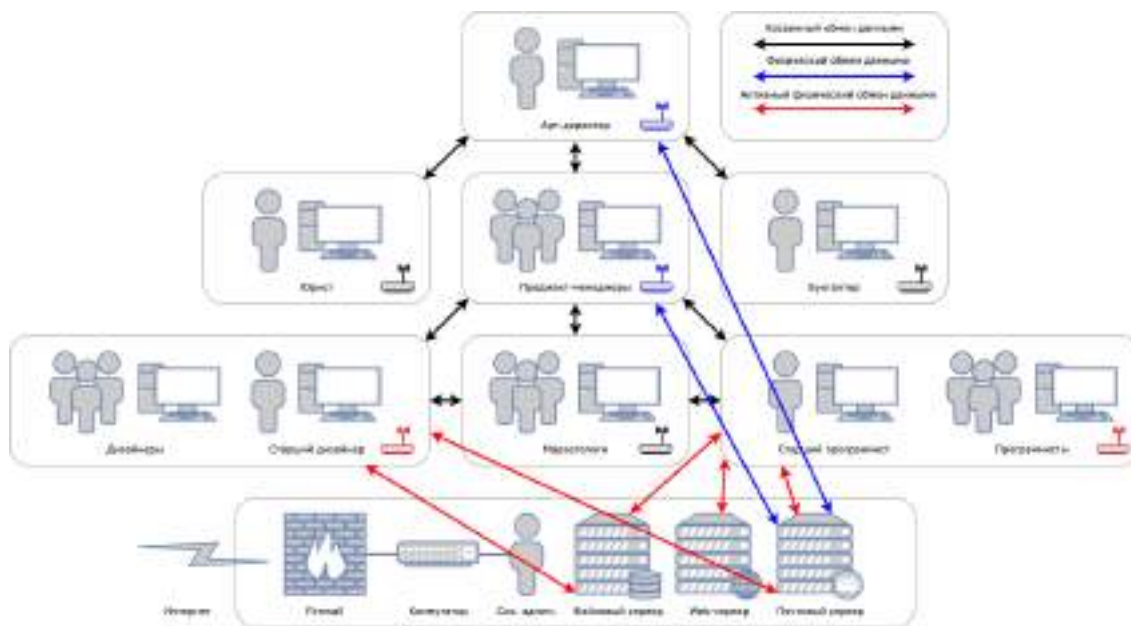 Косвенный обмен данными
Физический обмен данными
Активный физический обмен данными
Арт-директор
Юрист
Проджект-менеджеры
Бухгалтер
Дизайнеры
Старший дизайнер
Маркетологи
Старший программист
Программисты
Интернет
Firewall
Коммутатор
Сис. админ.
Файловый сервер
Web-сервер
Почтовый сервер